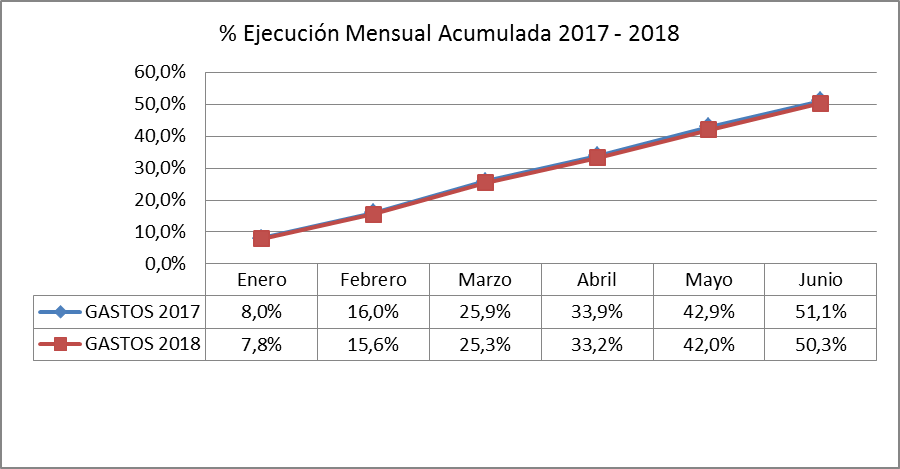 % Ejecución Mensual Acumulada 2017 - 2018
60,0%
50,0%
40,0%
30,0%
20,0%
10,0%
0,0%
Enero Febrero Marzo Abril Mayo Junio
GASTOS 2017 8,0% 16,0% 25,9% 33,9% 42,9% 51,1%
GASTOS 2018 7,8% 15,6% 25,3% 33,2% 42,0% 50,3%